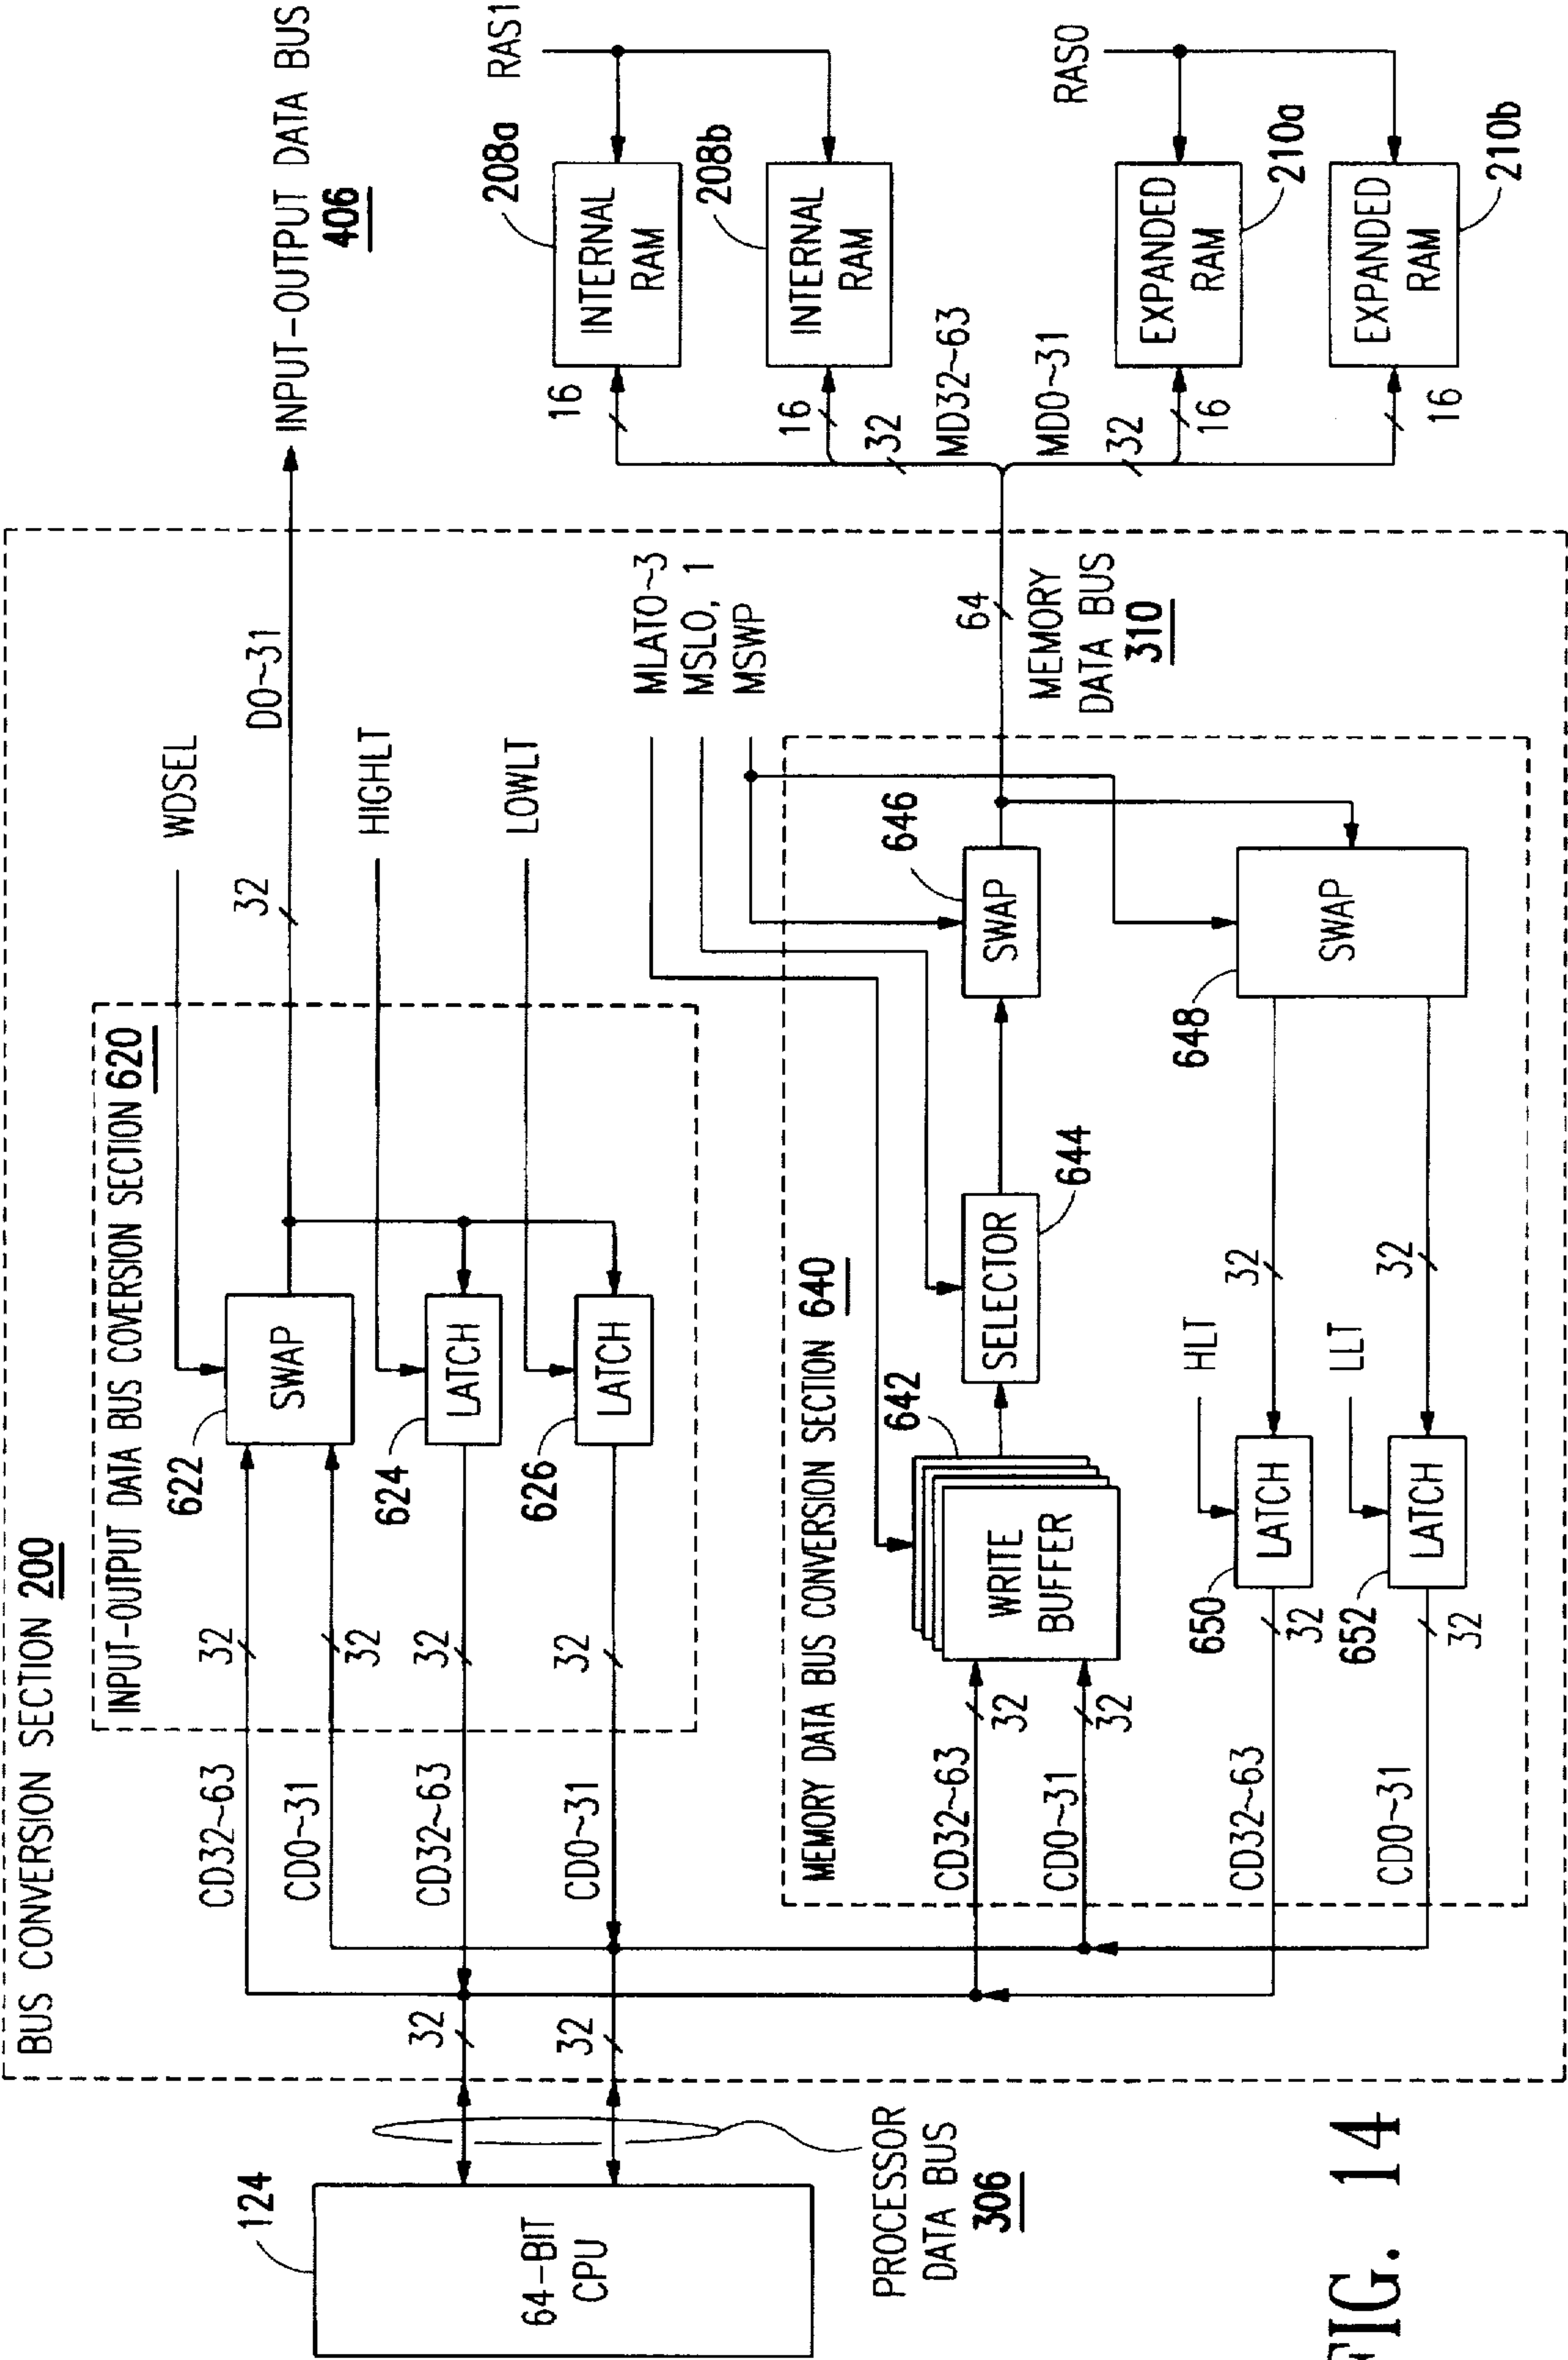 BUS CONVERSION SECTION 200
INPUT-OUTPUT DATA BUS COVERSION SECTION 620
WDSEL
HIGHLT
LOWLT
D0~31
32
INPUT-OUTPUT DATA BUS
406
CD32~63
32
622
SWAP
CD0~31
32
CD32~63
32
624
LATCH
CD0~31
32
626
LATCH
124
64-BIT
CPU
32
32
PROCESSOR
DATA BUS
306
MEMORY DATA BUS CONVERSION SECTION 640
MLAT0~3
MSL0, 1
MSWP
CD32~63
32
CD0~31
32
642
WRITE
BUFFER
SELECTOR
644
646
SWAP
648
SWAP
64
MEMORY
DATA BUS
310
CD32~63
32
650
LATCH
HLT
32
CD0~31
32
652
LATCH
LLT
32
RAS1
208a
INTERNAL
RAM
16
208b
INTERNAL
RAM
16
32
MD32~63
MD0~31
32
RAS0
EXPANDED
RAM
210a
16
EXPANDED
RAM
210b
16
FIG. 14